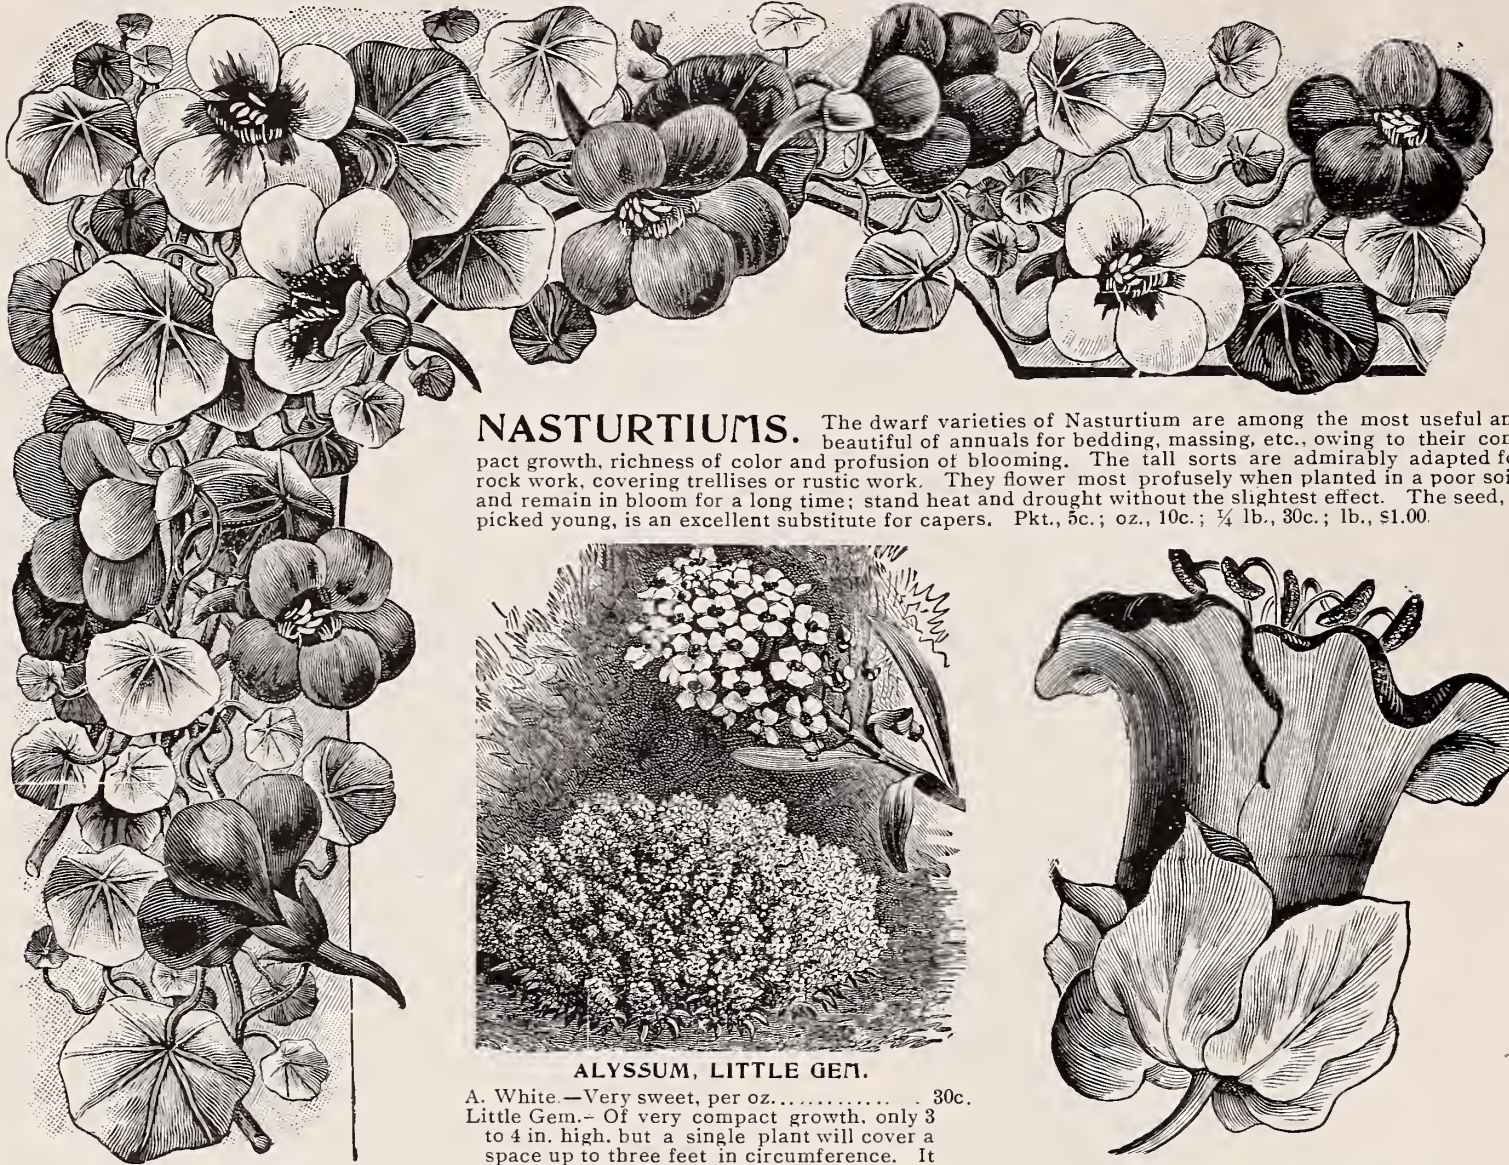 NASTURTIUMS. The dwarf varieties of Nasturtium are among the most useful an
beautiful of annuals for bedding, massing, etc., owing to their com
pact growth, richness of color and profusion of blooming. The tall sorts are admirably adapted fo
rock work, covering trellises or rustic work. They flower most profusely when planted in a poor soi
and remain in bloom for a long time; stand heat and drought without the slightest effect. The seed,
picked young, is an excellent substitute for capers. Pkt., 5c.; oz., 10c.; ¼ lb., 30c.; lb., $1.00.
ALYSSUM, LITTLE GEM.
A. White.—Very sweet, per oz............... 30c.
Little Gem.- Of very compact growth, only 3
to 4 in. high, but a single plant will cover a
space up to three feet in circumference. It